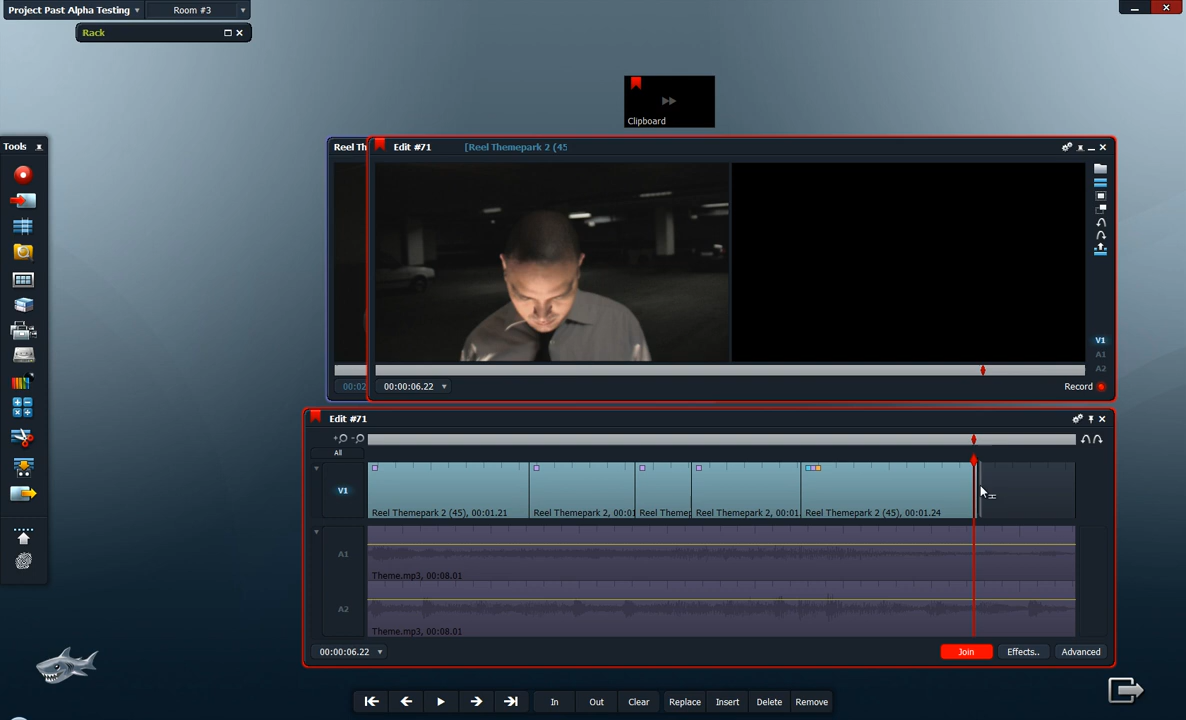 Project Past Alpha Testing
Room #3
Rack
Clipboard
Tools
Reel Th
Edit #71
[Reel Themepark 2 (45
V1
A1
A2
00:02
00:00:06.22
Record
Edit #71
All
V1
Reel Themepark 2 (45), 00:01.21
Reel Themepark 2, 00:01
Reel Themep
Reel Themepark 2, 00:01.
Reel Themepark 2 (45), 00:01.24
A1
Theme.mp3, 00:08.01
A2
Theme.mp3, 00:08.01
00:00:06.22
Join
Effects..
Advanced
In
Out
Clear
Replace
Insert
Delete
Remove